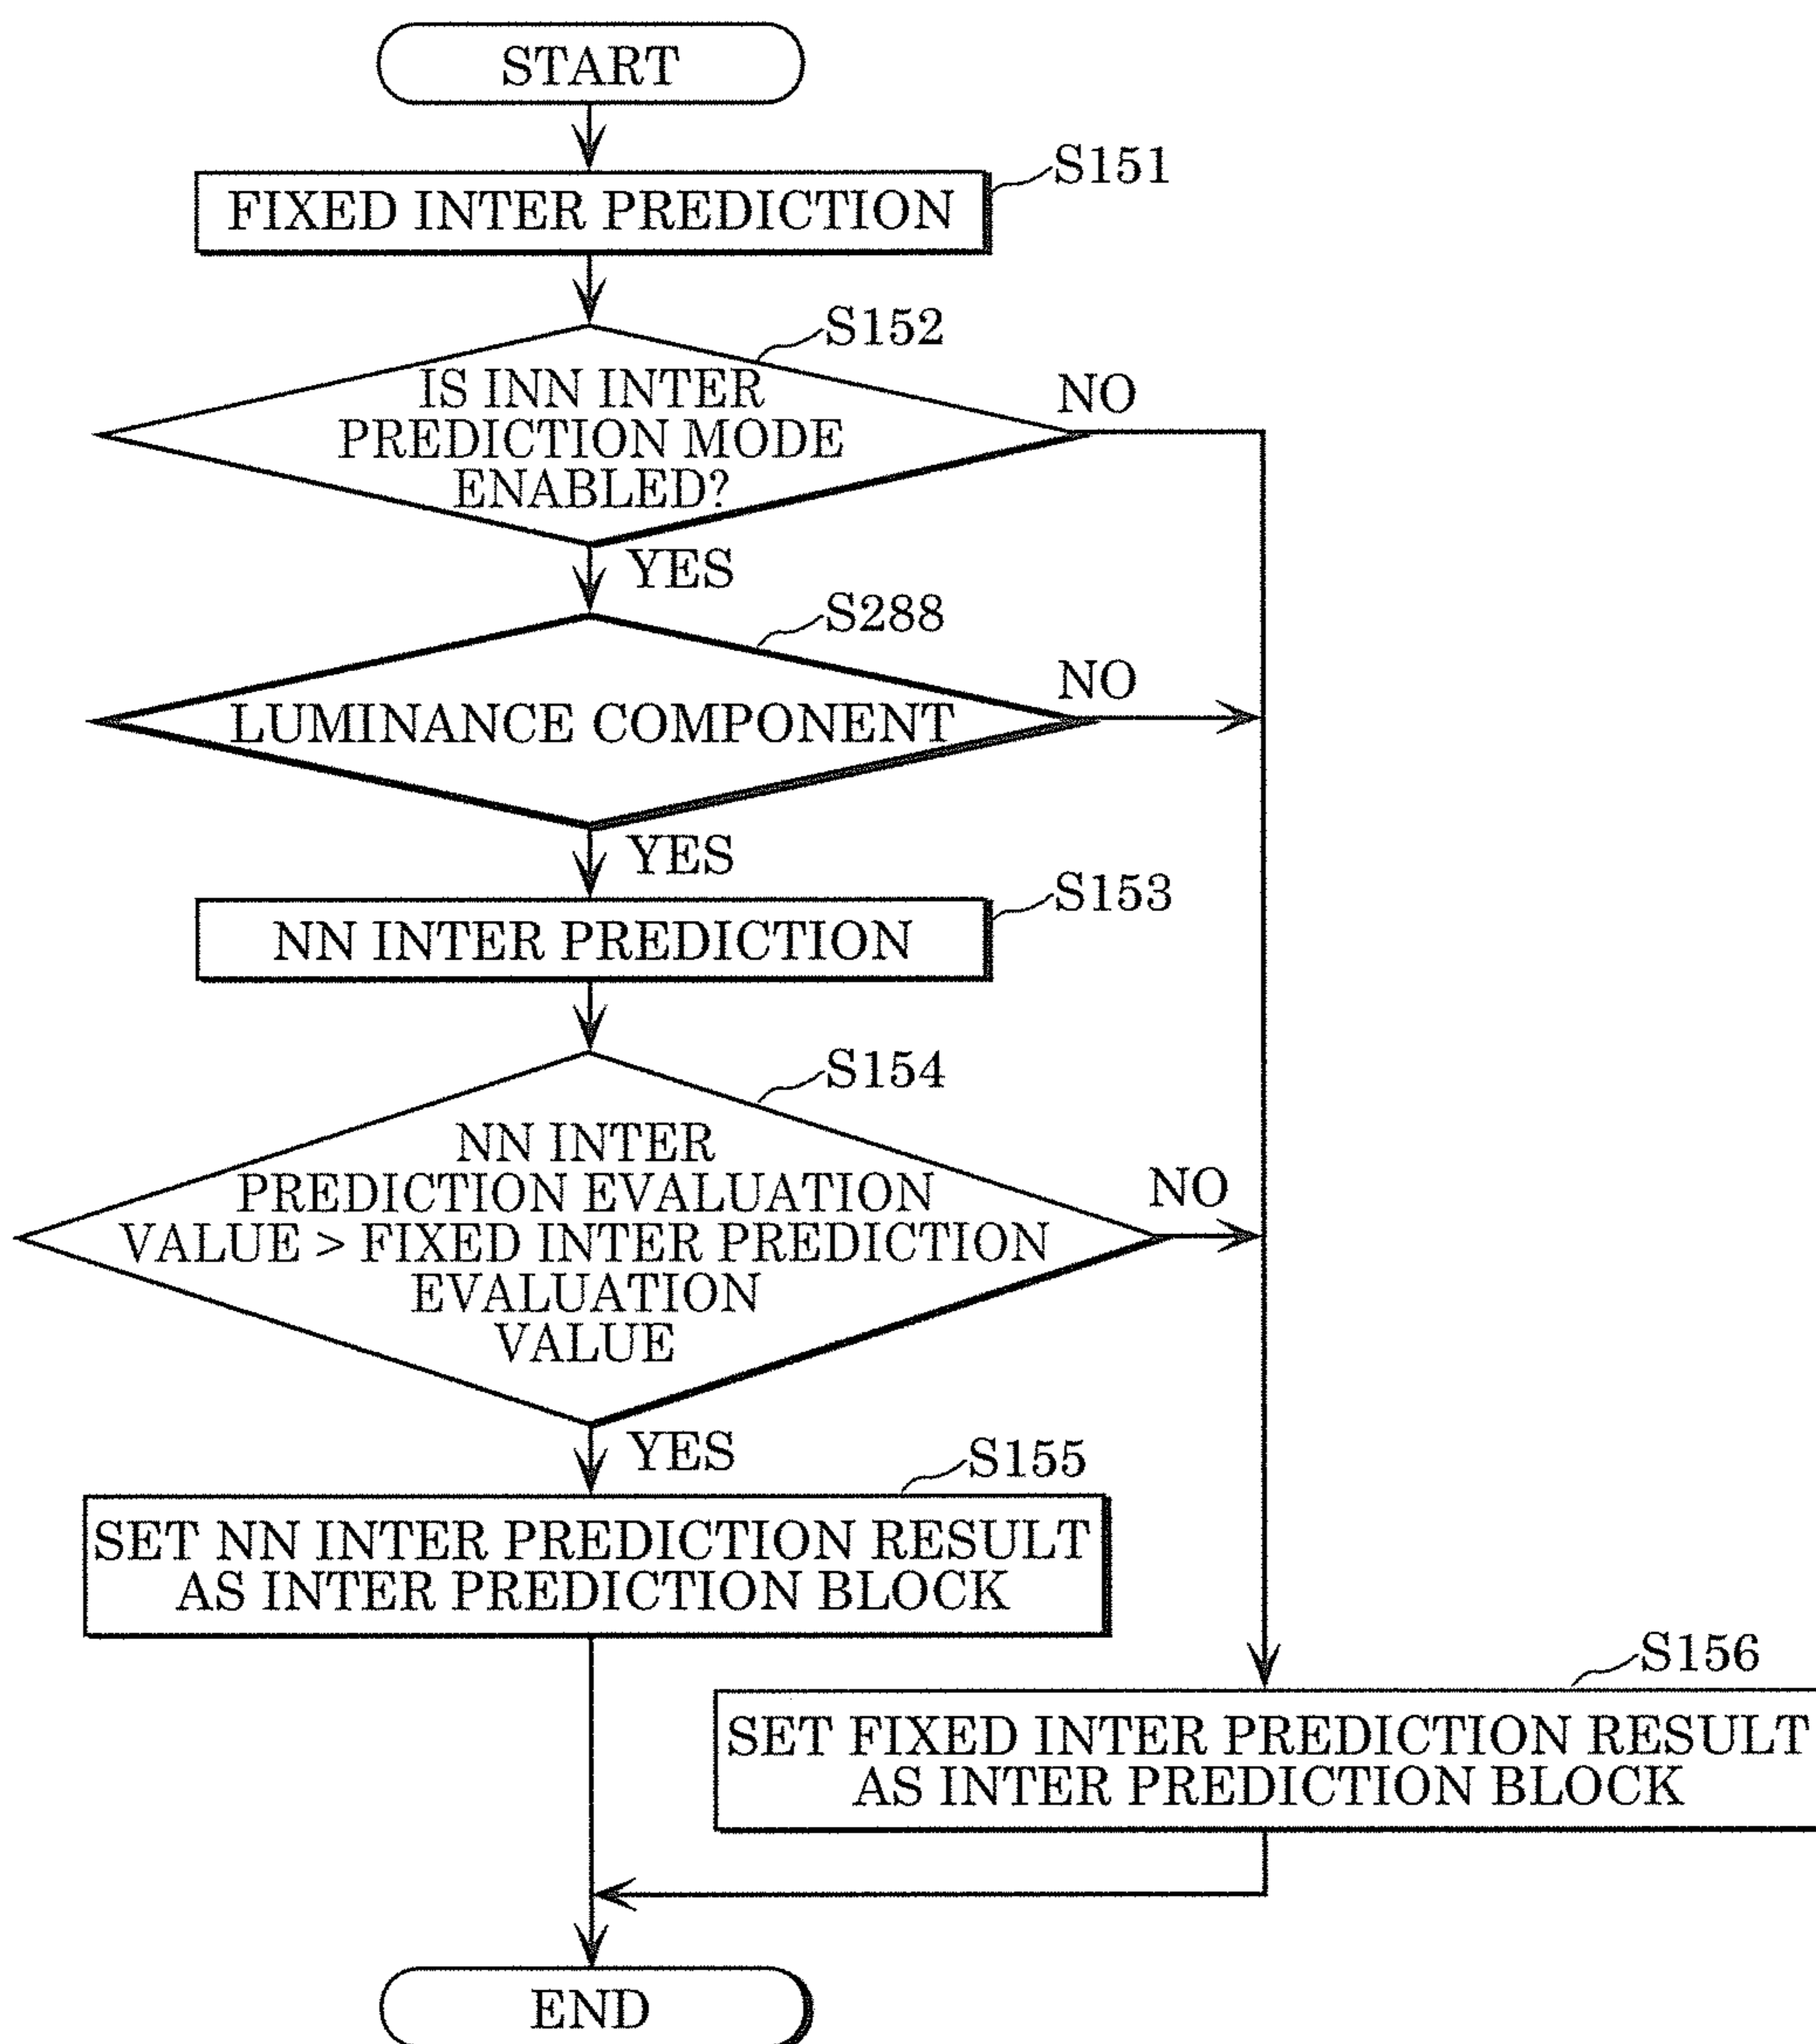 START
S151
FIXED INTER PREDICTION
S152
IS INN INTER
PREDICTION MODE
ENABLED?
NO
YES
S288
LUMINANCE COMPONENT
NO
YES
S153
NN INTER PREDICTION
S154
NN INTER
PREDICTION EVALUATION
VALUE > FIXED INTER PREDICTION
EVALUATION
VALUE
NO
YES
S155
SET NN INTER PREDICTION RESULT
AS INTER PREDICTION BLOCK
S156
SET FIXED INTER PREDICTION RESULT
AS INTER PREDICTION BLOCK
END